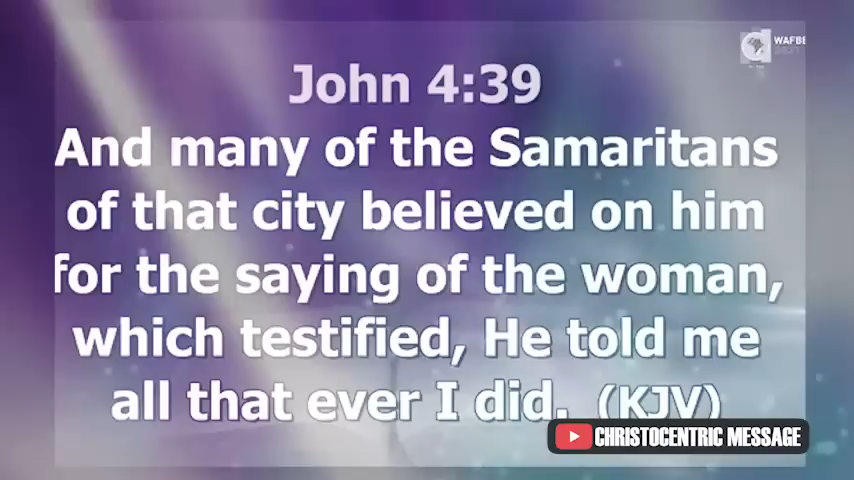 WAFBE
John 4:39
And many of the Samaritans
of that city believed on him
for the saying of the woman,
which testified, He told me
all that ever I did. (KJV)
CHRISTOCENTRIC MESSAGE